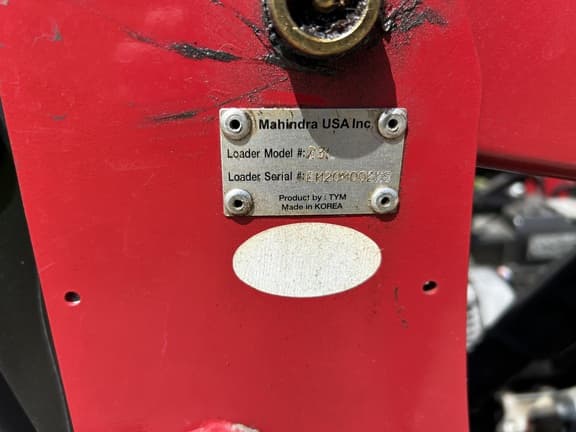 Mahindra USA Inc
Loader Model #:
Loader Serial #:
Product by : TYM
Made in KOREA